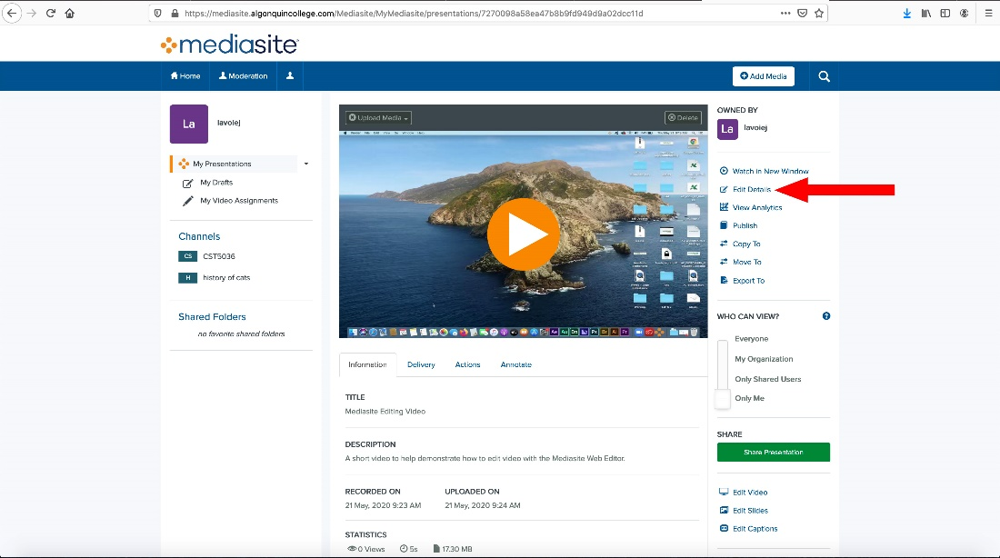 https://mediasite.algonquincollege.com/Mediasite/MyMediasite/presentations/7270098a58ea47b8b9fd949d9a02dcc11d
mediasite
Home
Moderation
Add Media
La
lavoiej
My Presentations
My Drafts
My Video Assignments
Channels
CS CST5036
H history of cats
Shared Folders
no favorite shared folders
Upload Media
Delete
Information
Delivery
Actions
Annotate
TITLE
Mediasite Editing Video
DESCRIPTION
A short video to help demonstrate how to edit video with the Mediasite Web Editor.
RECORDED ON UPLOADED ON
21 May, 2020 9:23 AM 21 May, 2020 9:24 AM
STATISTICS
0 Views 5s 17.30 MB
OWNED BY
La lavoiej
Watch in New Window
Edit Details
View Analytics
Publish
Copy To
Move To
Export To
WHO CAN VIEW?
Everyone
My Organization
Only Shared Users
Only Me
SHARE
Share Presentation
Edit Video
Edit Slides
Edit Captions